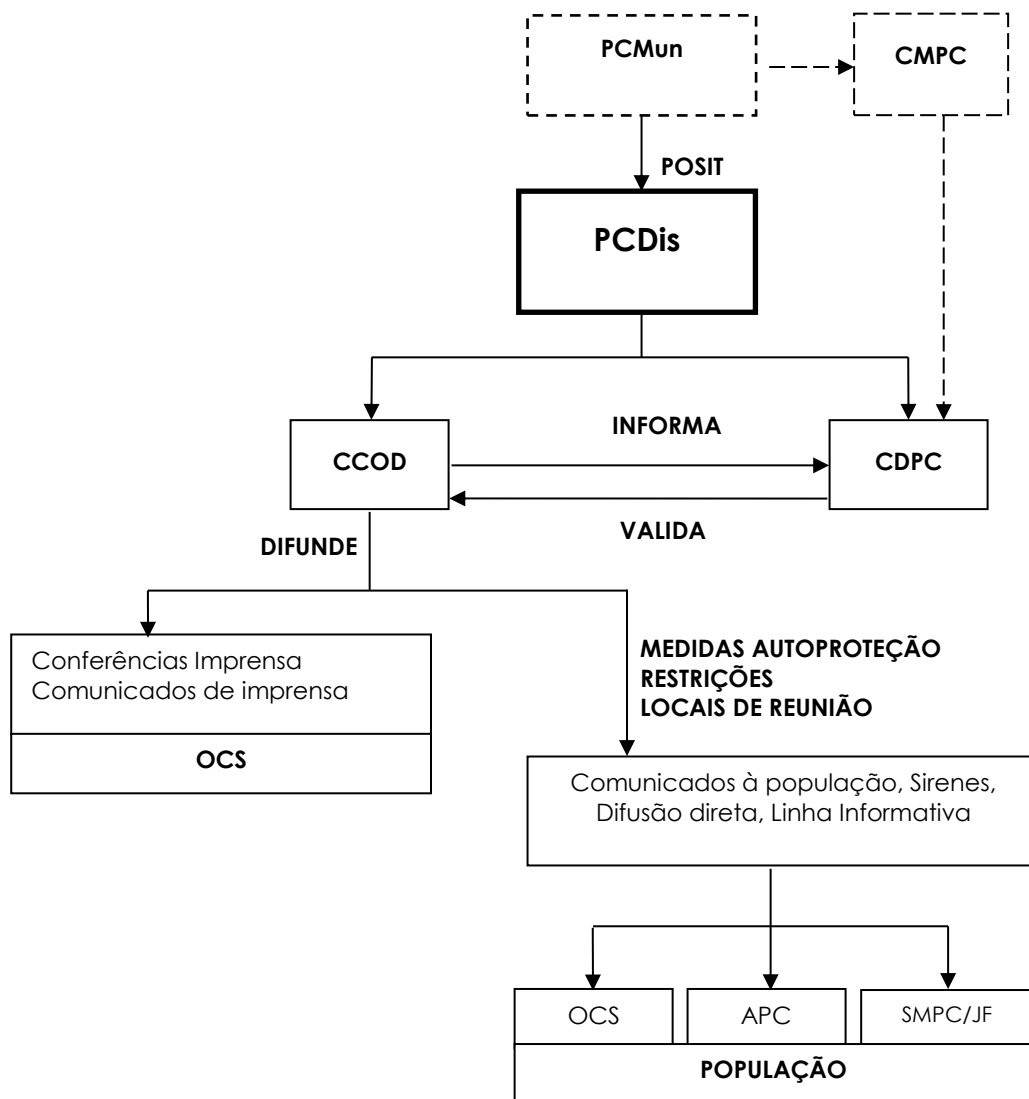 PCMun
CMPC
POSIT
PCDis
INFORMA
CCOD
CDPC
VALIDA
DIFUNDE
Conferências Imprensa
Comunicados de imprensa
OCS
MEDIDAS AUTOPROTEÇÃO
RESTRIÇÕES
LOCAIS DE REUNIÃO
Comunicados à população, Sirenes,
Difusão direta, Linha Informativa
OCS
APC
SMPC/JF
POPULAÇÃO